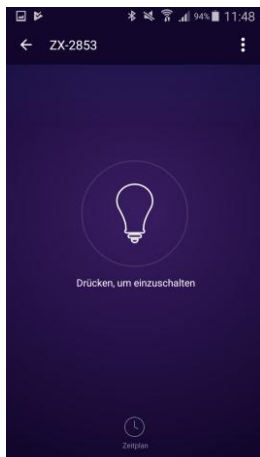 94% 11:48
ZX-2853
Drücken, um einzuschalten
Zeitplan